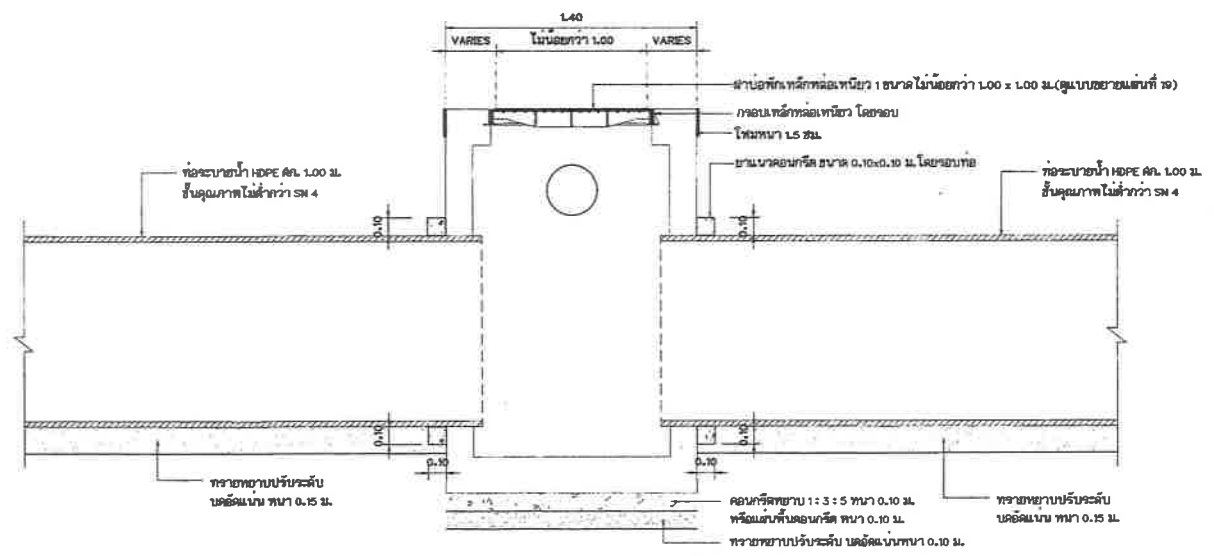 1.40
VARIES
ไม่น้อยกว่า 1.00
VARIES
ฝาบ่อพักเหล็กหล่อเหนียว 1 ขนาดไม่น้อยกว่า 1.00 x 1.00 ม.(ดูแบบขยายแผ่นที่ 19)
กรอบเหล็กหล่อเหนียว โดยรอบ
โฟมหนา 1.5 ซม.
ยาแนวคอนกรีต ขนาด 0.10x0.10 ม. โดยรอบท่อ
ท่อระบายน้ำ HDPE ศก. 1.00 ม.
ชั้นคุณภาพไม่ต่ำกว่า SN 4
ท่อระบายน้ำ HDPE ศก. 1.00 ม.
ชั้นคุณภาพไม่ต่ำกว่า SN 4
0.10
0.10
0.10
0.10
0.10
0.10
ทรายหยาบปรับระดับ
บดอัดแน่น หนา 0.15 ม.
คอนกรีตหยาบ 1 : 3 : 5 หนา 0.10 ม.
หรือแผ่นพื้นคอนกรีต หนา 0.10 ม.
ทรายหยาบปรับระดับ บดอัดแน่นหนา 0.10 ม.
ทรายหยาบปรับระดับ
บดอัดแน่น หนา 0.15 ม.